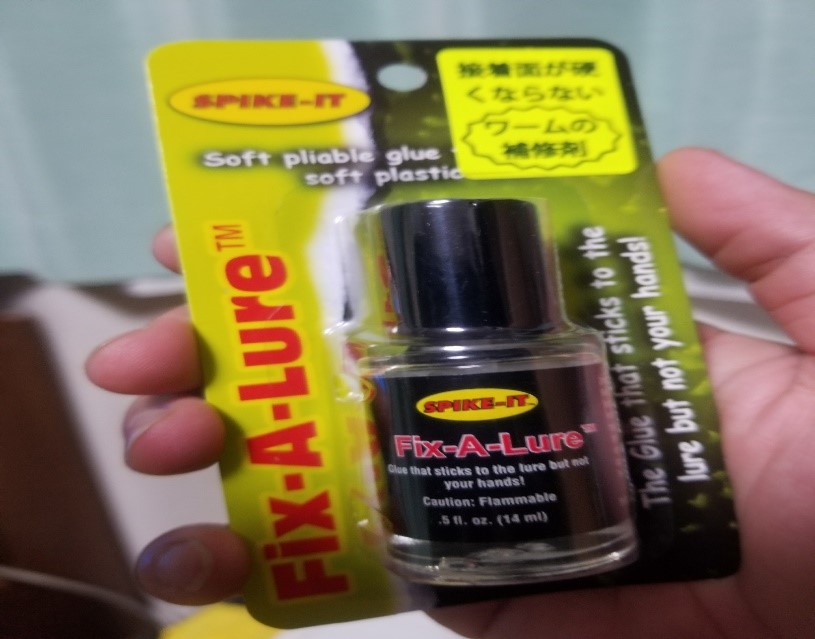 SPIKE-IT
接着面が硬
くならない
ワームの
補修剤
Soft pliable glue
soft plastic
Fix-A-Lure™
The Glue that sticks to the
lure but not your hands!
SPIKE-IT
Fix-A-Lure™
Glue that sticks to the lure but not
your hands!
Caution: Flammable
.5 fl. oz. (14 ml)